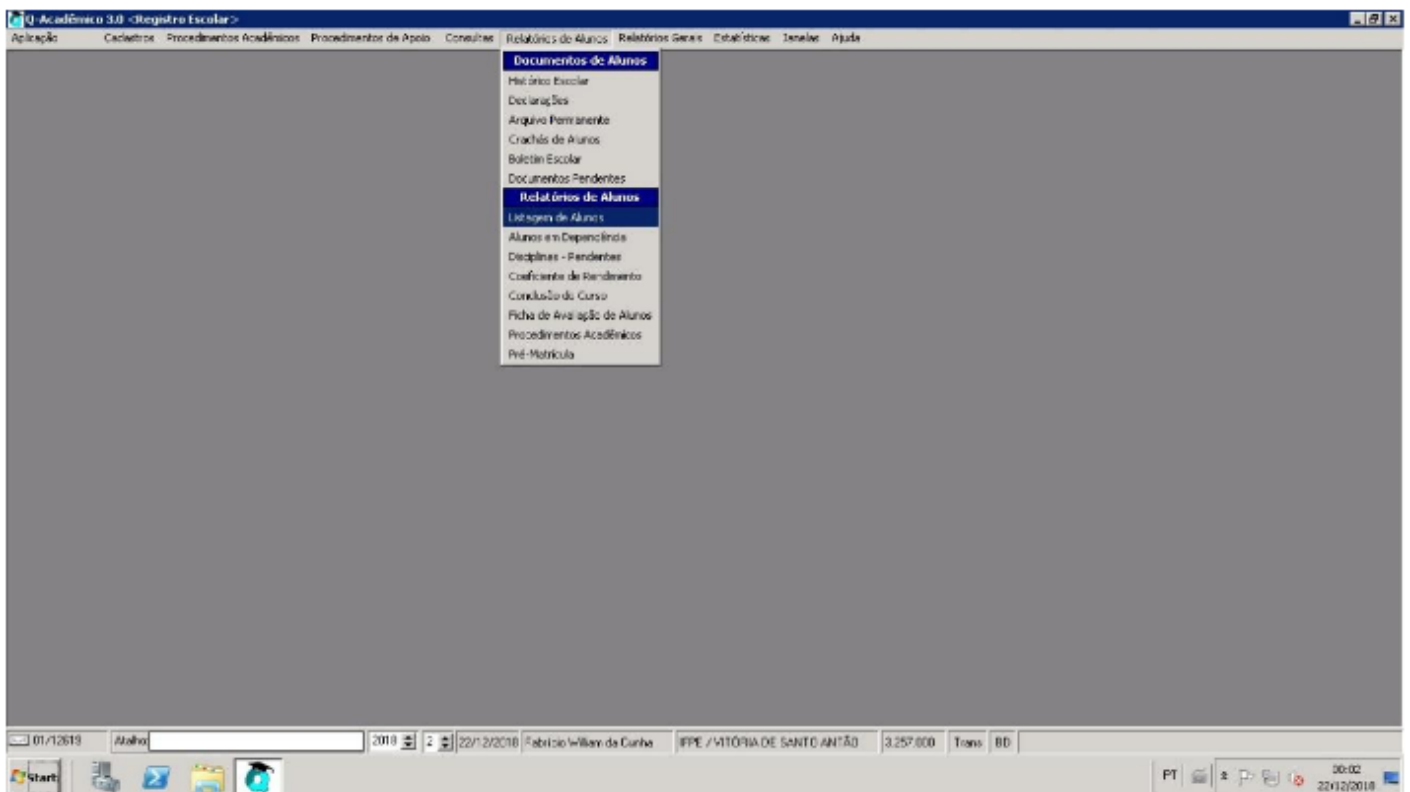 Q-Acadêmico 3.0 <Registro Escolar>
Aplicação Cadastros Procedimentos Acadêmicos Procedimentos de Apoio Consultas Relatórios de Alunos Relatórios Gerais Estatísticas Janelas Ajuda
Documentos de Alunos
Histórico Escolar
Declarações
Arquivo Permanente
Crachás de Alunos
Boletim Escolar
Documentos Pendentes
Relatórios de Alunos
Listagem de Alunos
Alunos em Dependência
Disciplinas - Pendentes
Coeficiente de Rendimento
Conclusão do Curso
Ficha de Avaliação de Alunos
Procedimentos Acadêmicos
Pré-Matrícula
01/12619 Atalho 2018 2 22/12/2018 Fabricio William da Cunha IFPE / VITÓRIA DE SANTO ANTÃO 3.257.000 Trans BD
Start PT 00:02
22/12/2018